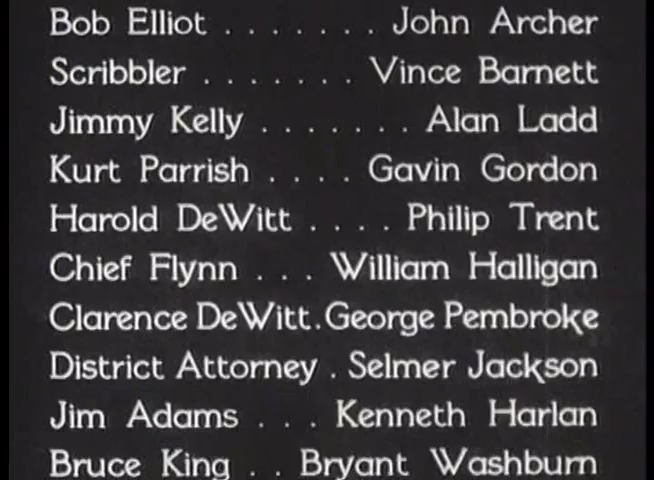 Bob Elliot . . . . . . . John Archer
Scribbler . . . . . . . Vince Barnett
Jimmy Kelly . . . . . . . Alan Ladd
Kurt Parrish . . . . Gavin Gordon
Harold DeWitt . . . . Philip Trent
Chief Flynn . . . William Halligan
Clarence DeWitt . George Pembroke
District Attorney . Selmer Jackson
Jim Adams . . . Kenneth Harlan
Bruce King . . Bryant Washburn